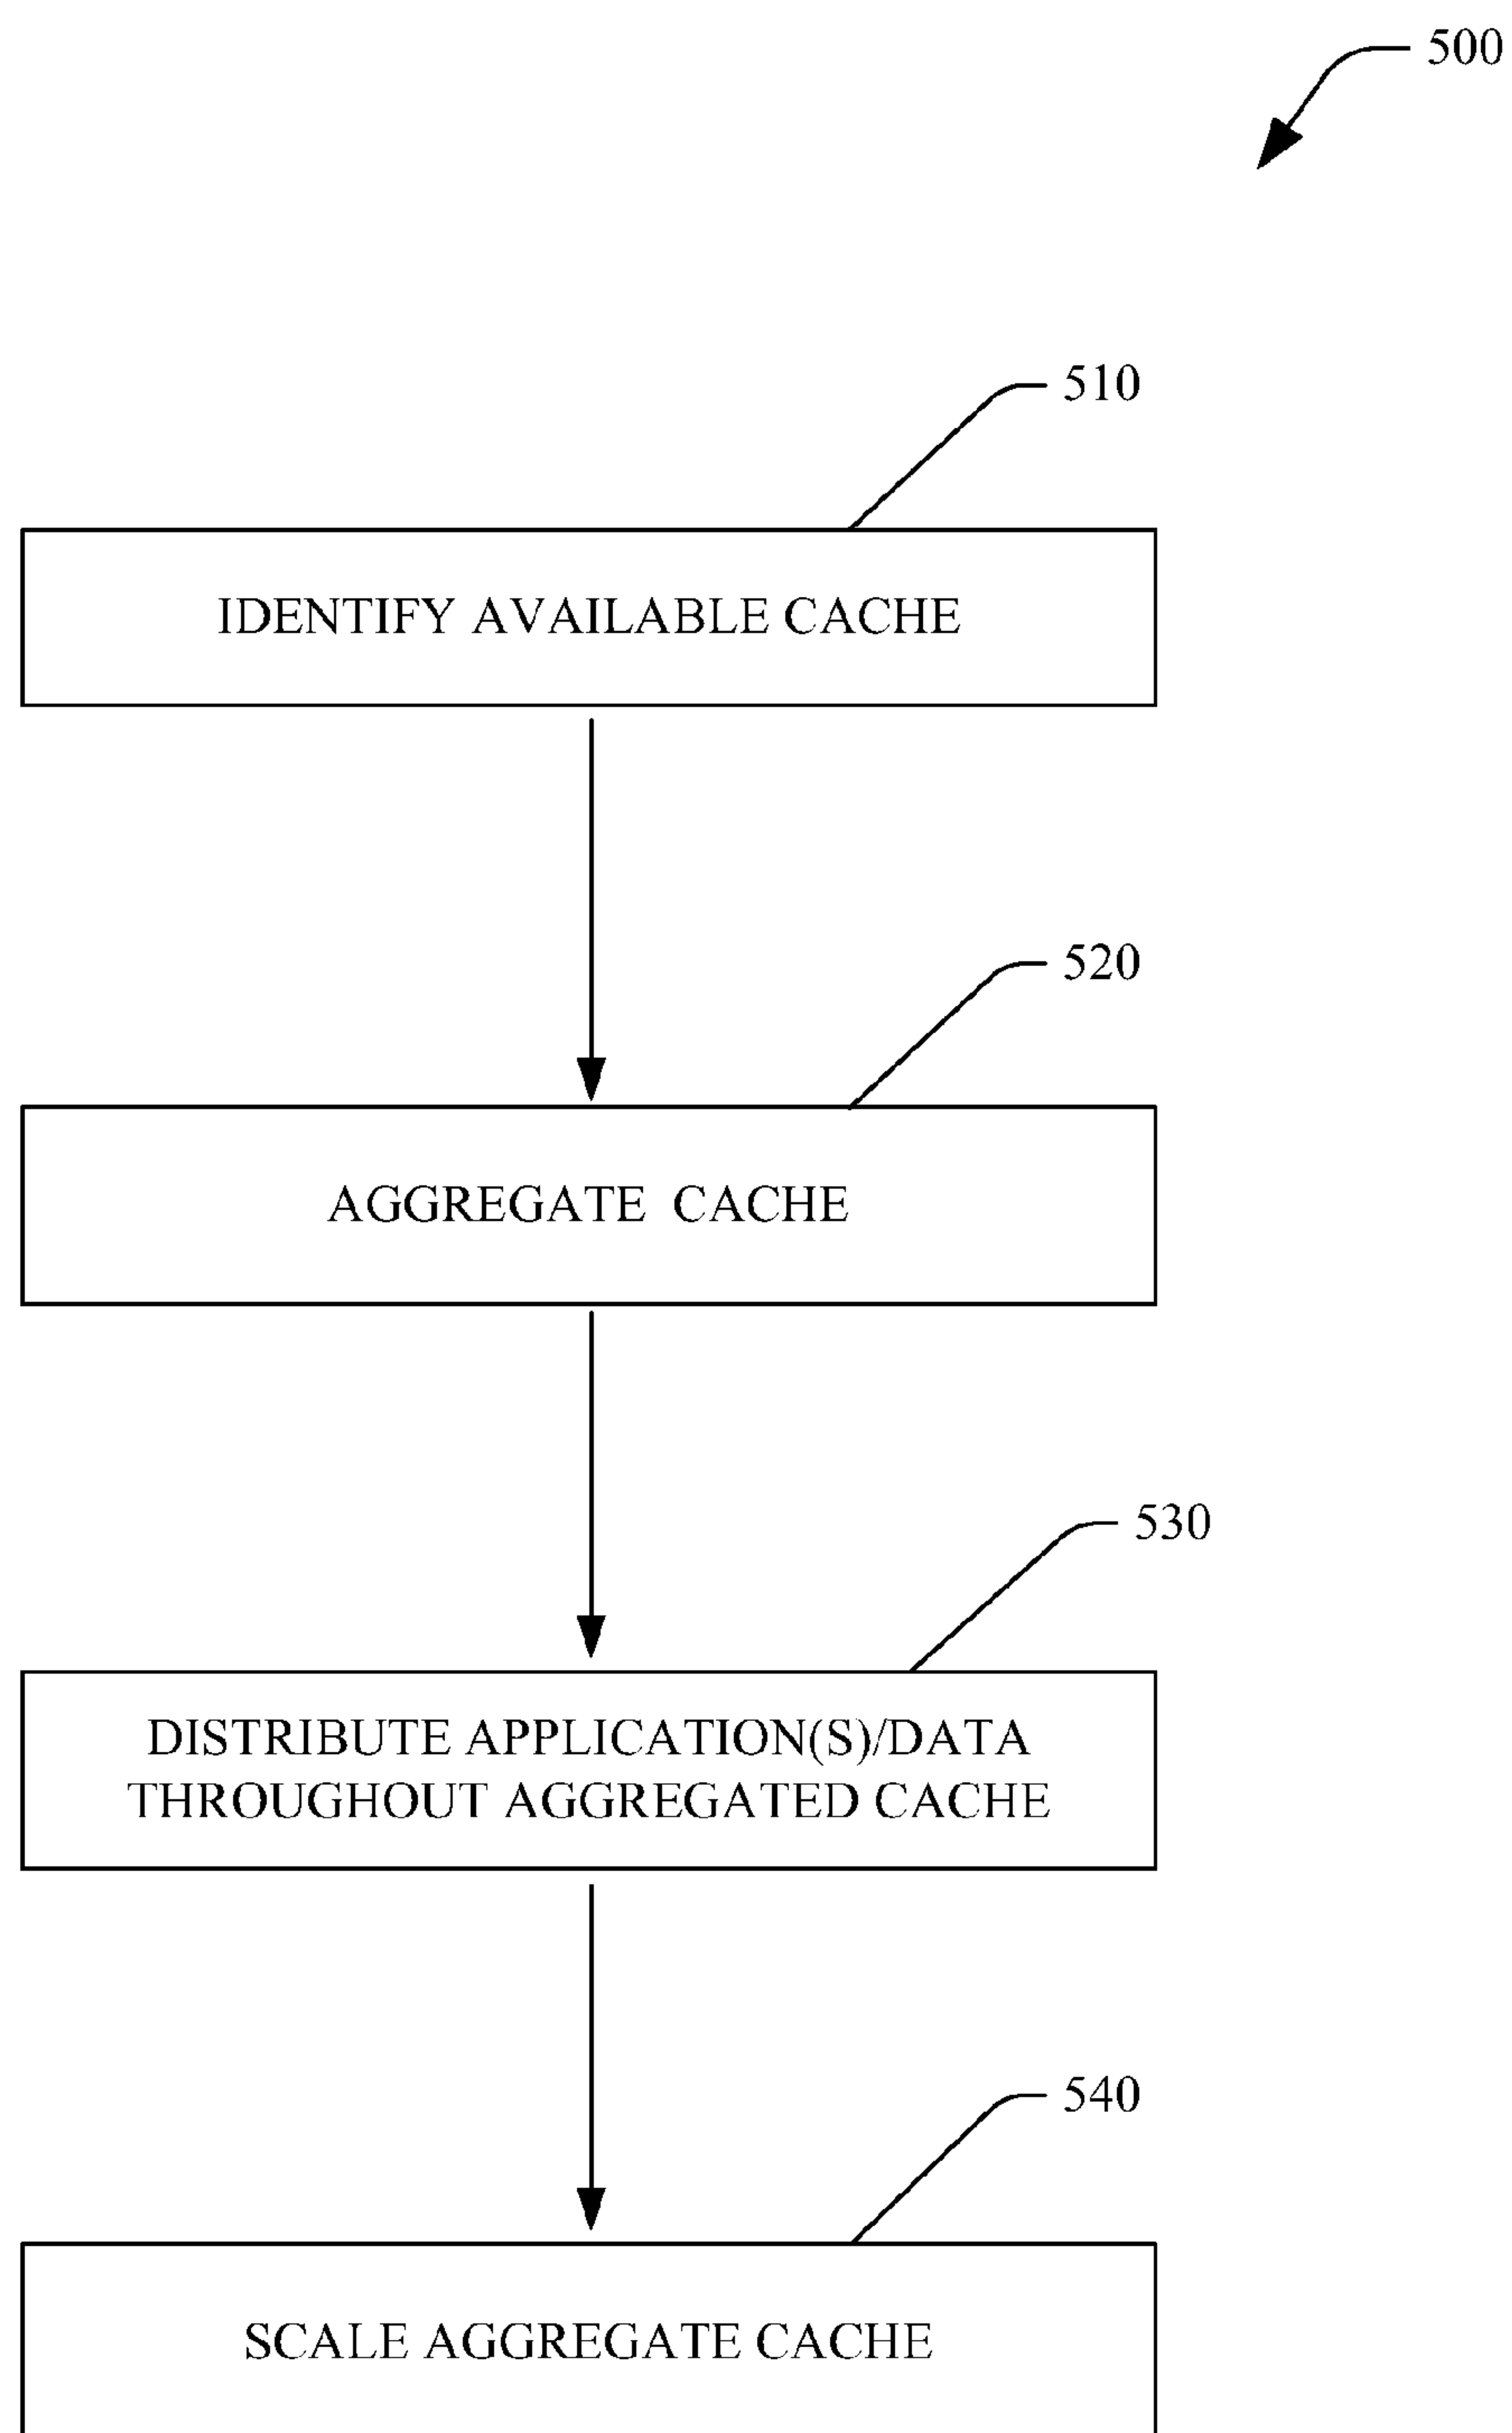 500
510
IDENTIFY AVAILABLE CACHE
520
AGGREGATE CACHE
530
DISTRIBUTE APPLICATION(S)/DATA
THROUGHOUT AGGREGATED CACHE
540
SCALE AGGREGATE CACHE